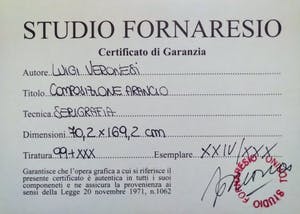 STUDIO FORNARESIO
Certificato di Garanzia
Autore: LUIGI VERONESI
Titolo: COMPOSIZIONE ARANCIO
Tecnica: SERIGRAFIA
Dimensioni: 70,2 x 169,2 cm
Tiratura: 99+XXX Esemplare: XXIV/XXX
Garantisce che l'opera grafica a cui si riferisce il
presente certificato è autentica in tutti i suoi
componeneti e ne assicura la provenienza ai
sensi della Legge 20 novembre 1971, n.1062
STUDIO FORNARESIO